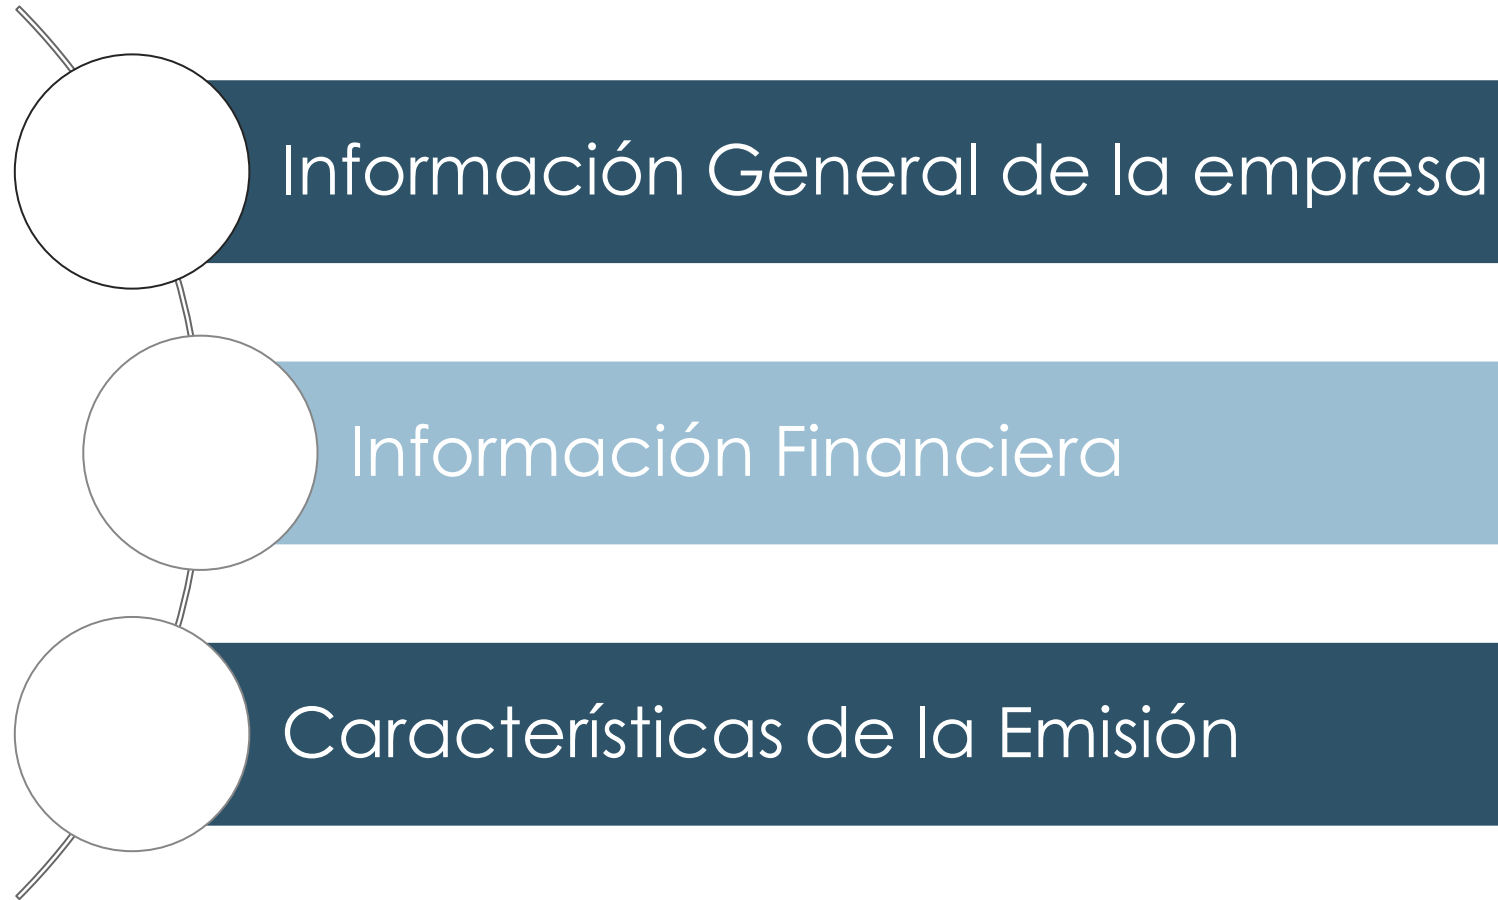 Información General de la empresa
Información Financiera
Características de la Emisión